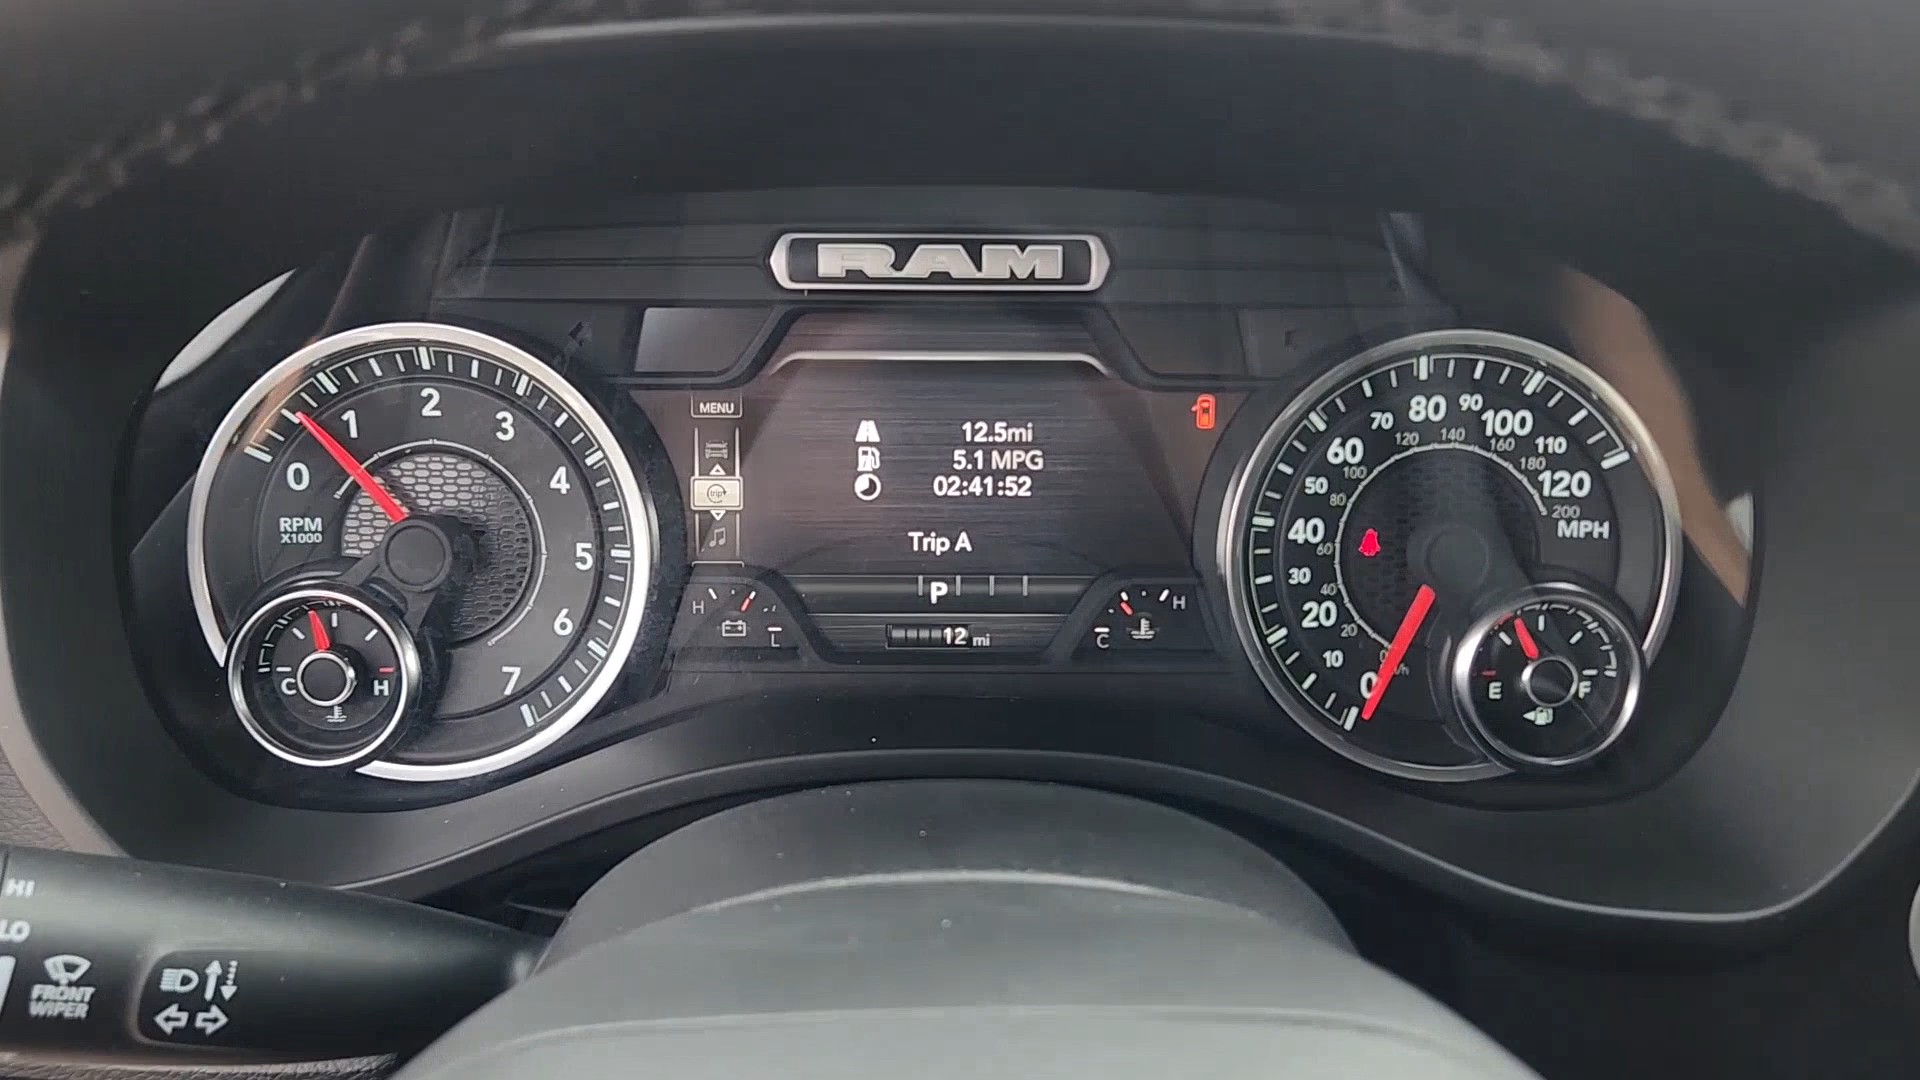 RAM
MENU
12.5mi
5.1 MPG
trip
02:41:52
Trip A
P
12 mi
H
L
C
H
0
1
2
3
4
5
6
7
RPM
X1000
C
H
0
10
20
30
40
50
60
70
80
90
100
110
120
MPH
20
40
60
80
100
120
140
160
180
200
E
F
HI
LO
FRONT
WIPER